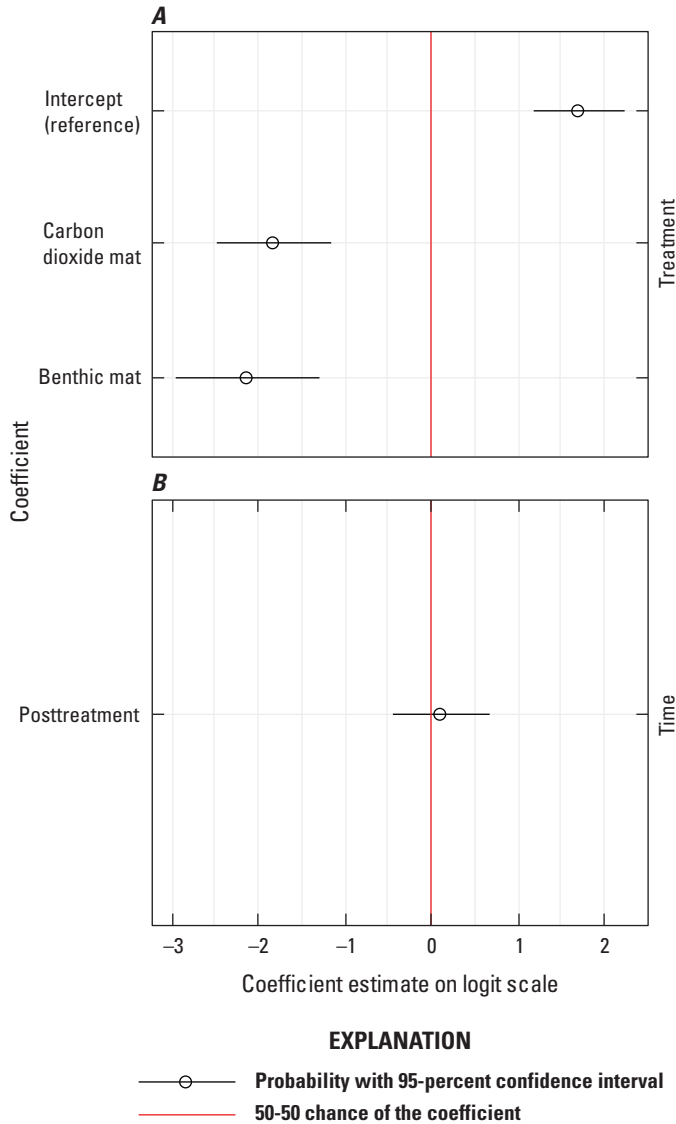 A
Intercept
(reference)
Carbon
dioxide mat
Benthic mat
Treatment
Coefficient
B
Posttreatment
Time
–3 –2 –1 0 1 2
Coefficient estimate on logit scale
EXPLANATION
Probability with 95-percent confidence interval
50-50 chance of the coefficient